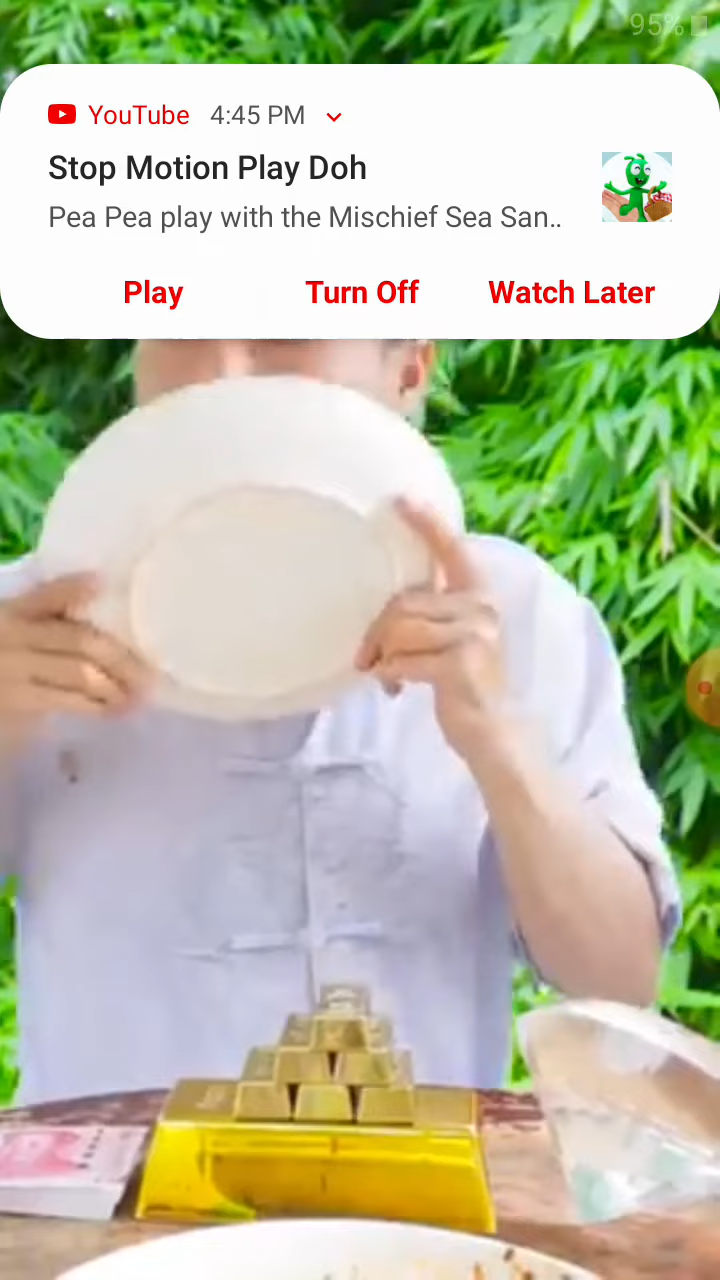 95%
YouTube 4:45 PM
Stop Motion Play Doh
Pea Pea play with the Mischief Sea San..
Play Turn Off Watch Later